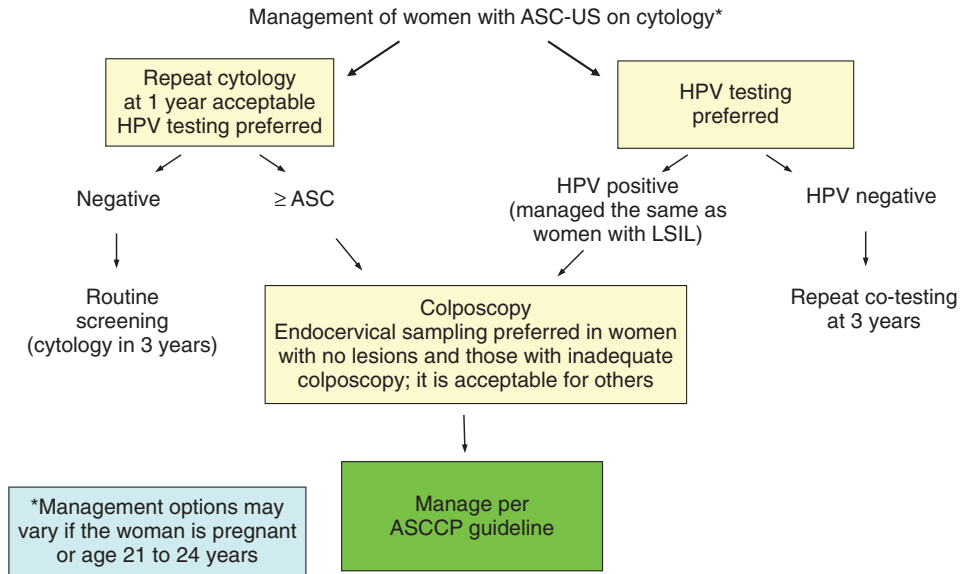 Management of women with ASC-US on cytology*
Repeat cytology
at 1 year acceptable
HPV testing preferred
HPV testing
preferred
Negative
≥ ASC
HPV positive
(managed the same as
women with LSIL)
HPV negative
Routine
screening
(cytology in 3 years)
Colposcopy
Endocervical sampling preferred in women
with no lesions and those with inadequate
colposcopy; it is acceptable for others
Repeat co-testing
at 3 years
*Management options may
vary if the woman is pregnant
or age 21 to 24 years
Manage per
ASCCP guideline